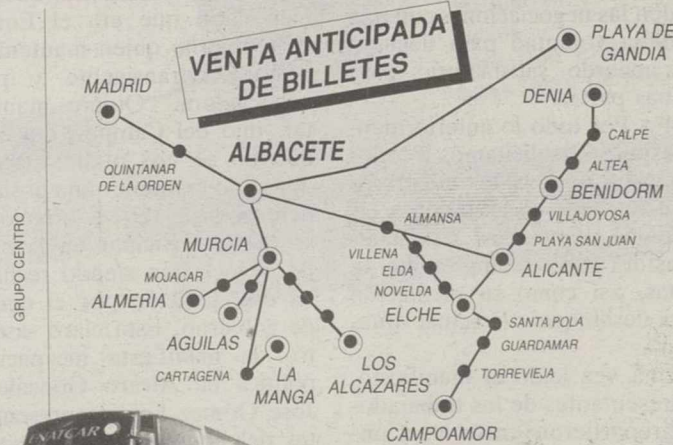 VENTA ANTICIPADA
DE BILLETES
PLAYA DE
GANDIA
MADRID
DENIA
CALPE
QUINTANAR
DE LA ORDEN
ALBACETE
ALTEA
BENIDORM
VILLAJOYOSA
ALMANSA
PLAYA SAN JUAN
MURCIA
VILLENA
ALICANTE
ELDA
MOJACAR
NOVELDA
ALMERIA
ELCHE
SANTA POLA
AGUILAS
GUARDAMAR
CARTAGENA
LA
MANGA
LOS
ALCAZARES
TORREVIEJA
CAMPOAMOR
GRUPO CENTRO
ENATCAR